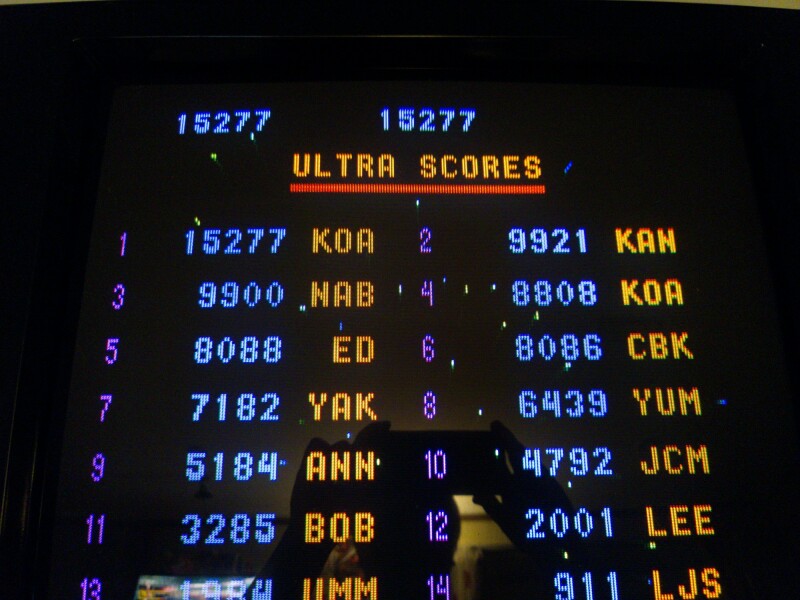 15277 15277
ULTRA SCORES
1 15277 KOA 2 9921 KAN
3 9900 NAB 4 8808 KOA
5 8088 ED 6 8086 CBK
7 7182 YAK 8 6439 YUM
9 5184 ANN 10 4792 JCM
11 3285 BOB 12 2001 LEE
13 1984 UMM 14 911 LJS